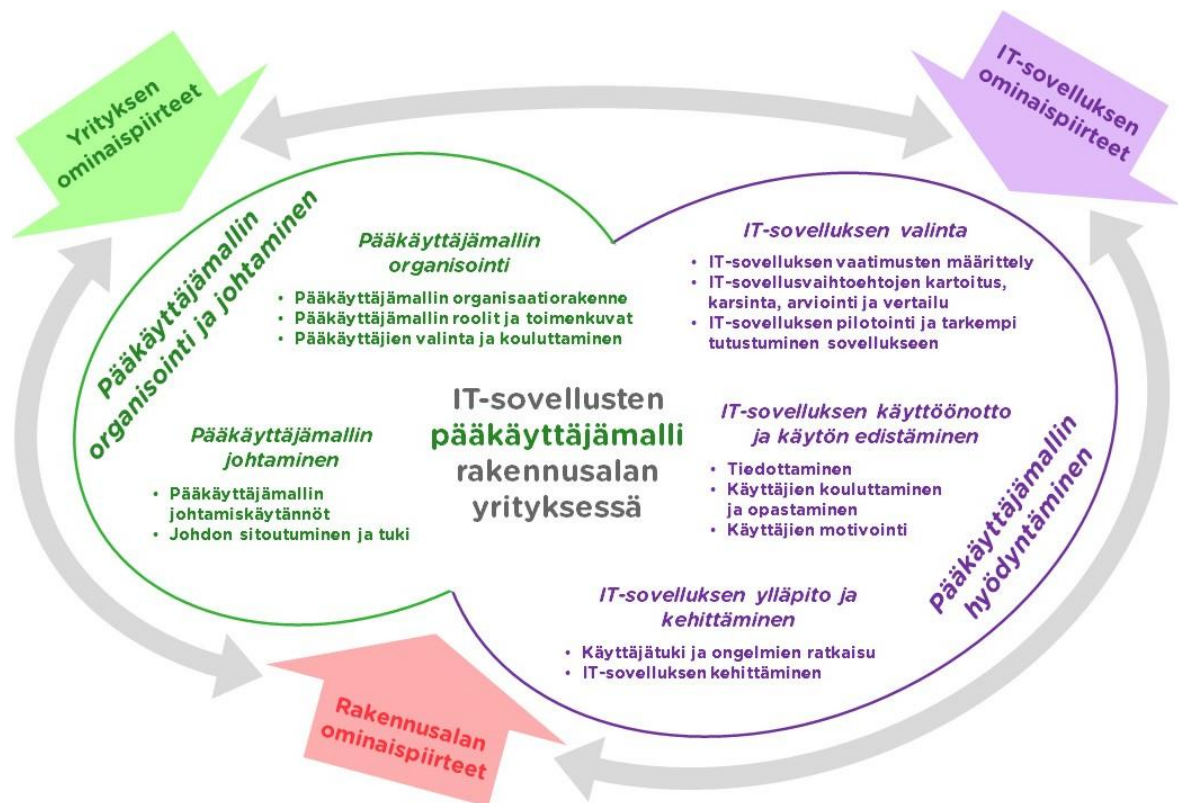 Yrityksen
ominaispiirteet
IT-sovelluksen
ominaispiirteet
Pääkäyttäjämallin
organisointi ja johtaminen
Pääkäyttäjämallin
organisointi
• Pääkäyttäjämallin organisaatiorakenne
• Pääkäyttäjämallin roolit ja toimenkuvat
• Pääkäyttäjien valinta ja kouluttaminen
Pääkäyttäjämallin
johtaminen
• Pääkäyttäjämallin
johtamiskäytännöt
• Johdon sitoutuminen ja tuki
IT-sovellusten
pääkäyttäjämalli
rakennusalan
yrityksessä
IT-sovelluksen valinta
• IT-sovelluksen vaatimusten määrittely
• IT-sovellusvaihtoehtojen kartoitus,
karsinta, arviointi ja vertailu
• IT-sovelluksen pilotointi ja tarkempi
tutustuminen sovellukseen
IT-sovelluksen käyttöönotto
ja käytön edistäminen
• Tiedottaminen
• Käyttäjien kouluttaminen
ja opastaminen
• Käyttäjien motivointi
IT-sovelluksen ylläpito ja
kehittäminen
• Käyttäjätuki ja ongelmien ratkaisu
• IT-sovelluksen kehittäminen
Pääkäyttäjämallin
hyödyntäminen
Rakennusalan
ominaispiirteet